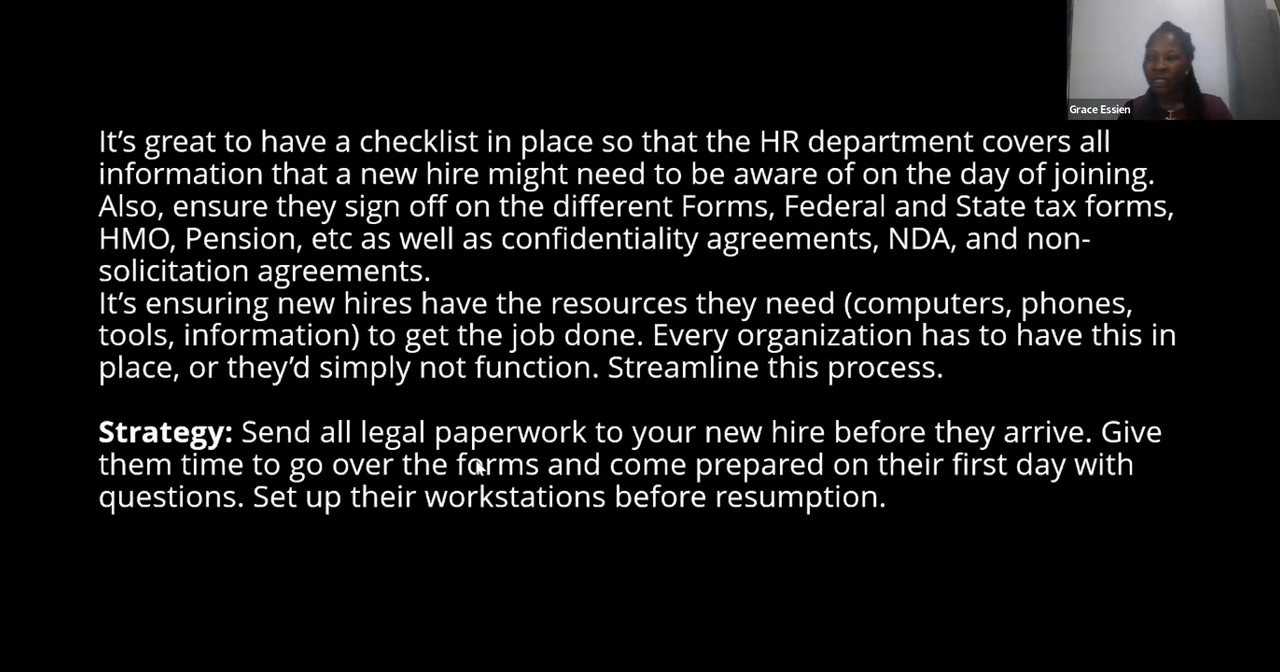 Grace Essien
It’s great to have a checklist in place so that the HR department covers all
information that a new hire might need to be aware of on the day of joining.
Also, ensure they sign off on the different Forms, Federal and State tax forms,
HMO, Pension, etc as well as confidentiality agreements, NDA, and non-
solicitation agreements.
It’s ensuring new hires have the resources they need (computers, phones,
tools, information) to get the job done. Every organization has to have this in
place, or they’d simply not function. Streamline this process.
Strategy: Send all legal paperwork to your new hire before they arrive. Give
them time to go over the forms and come prepared on their first day with
questions. Set up their workstations before resumption.